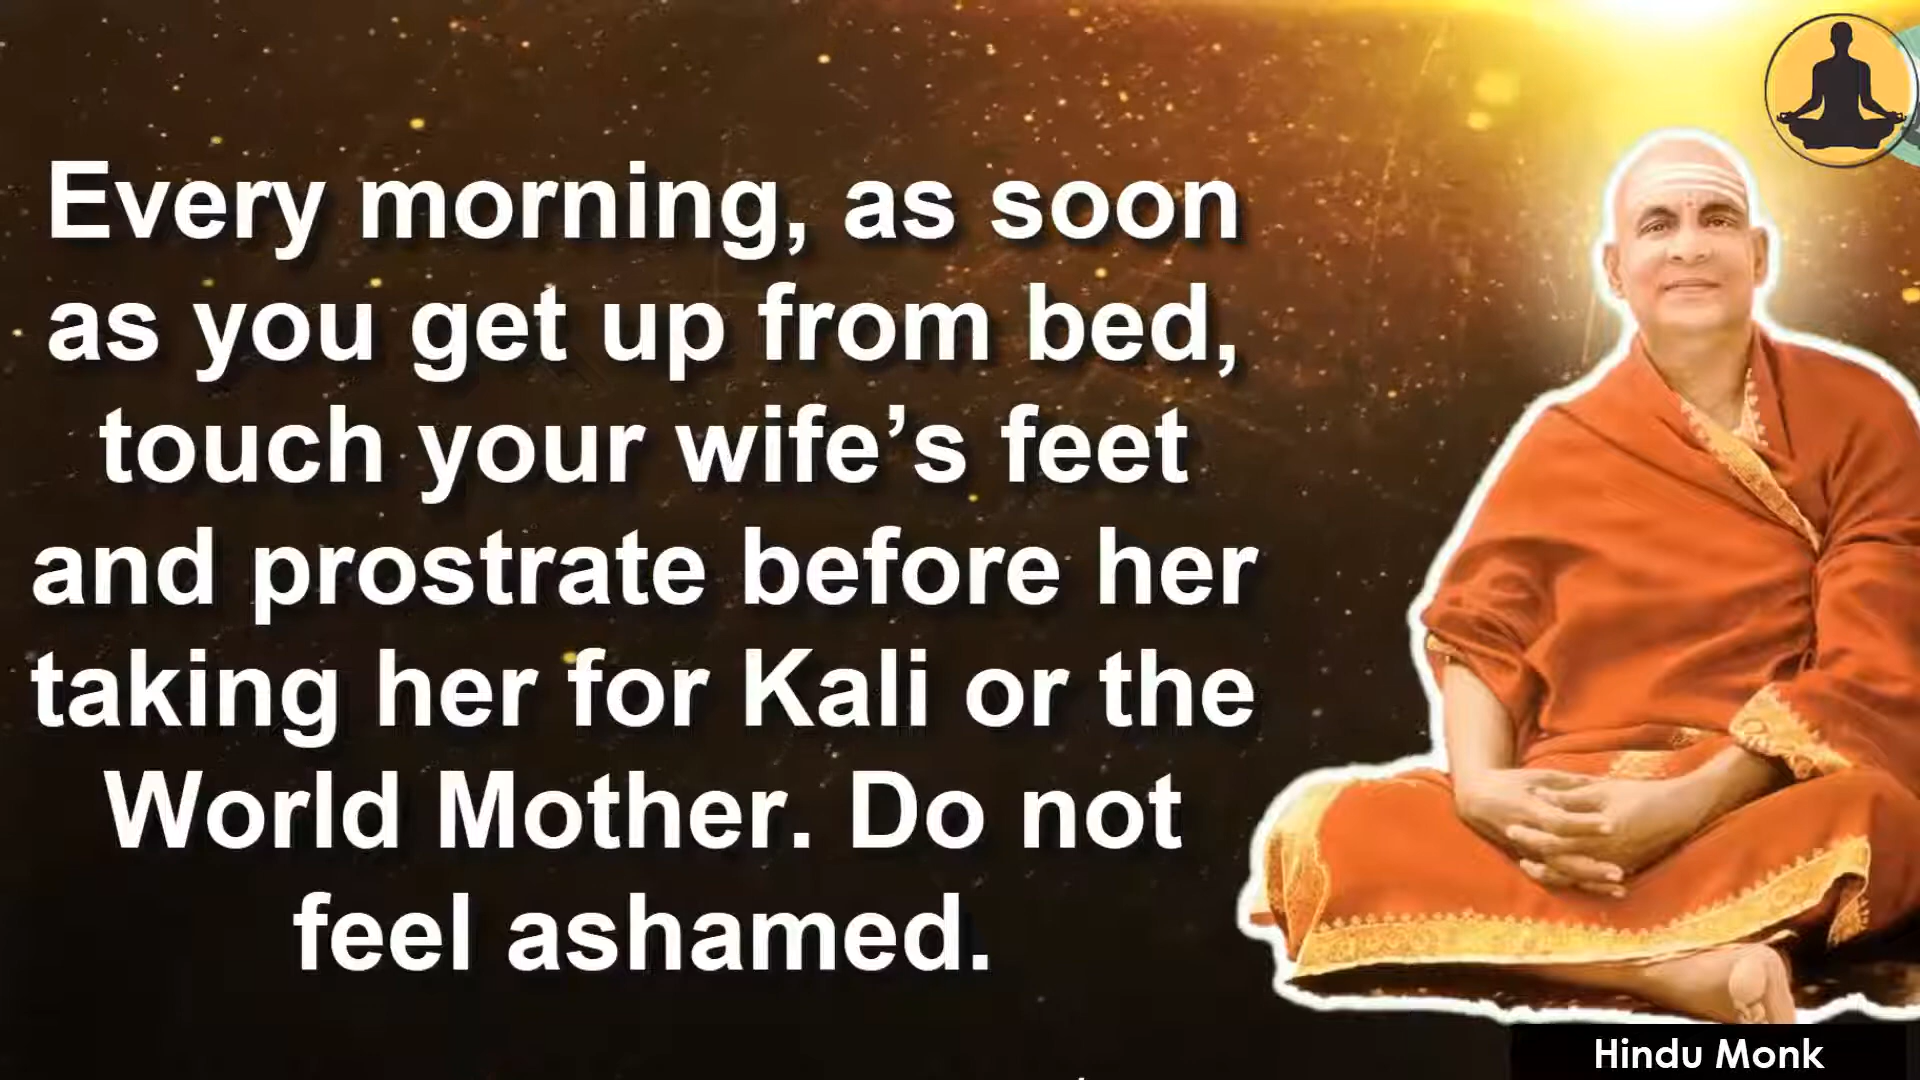 Every morning, as soon
as you get up from bed,
touch your wife’s feet
and prostrate before her
taking her for Kali or the
World Mother. Do not
feel ashamed.
Hindu Monk